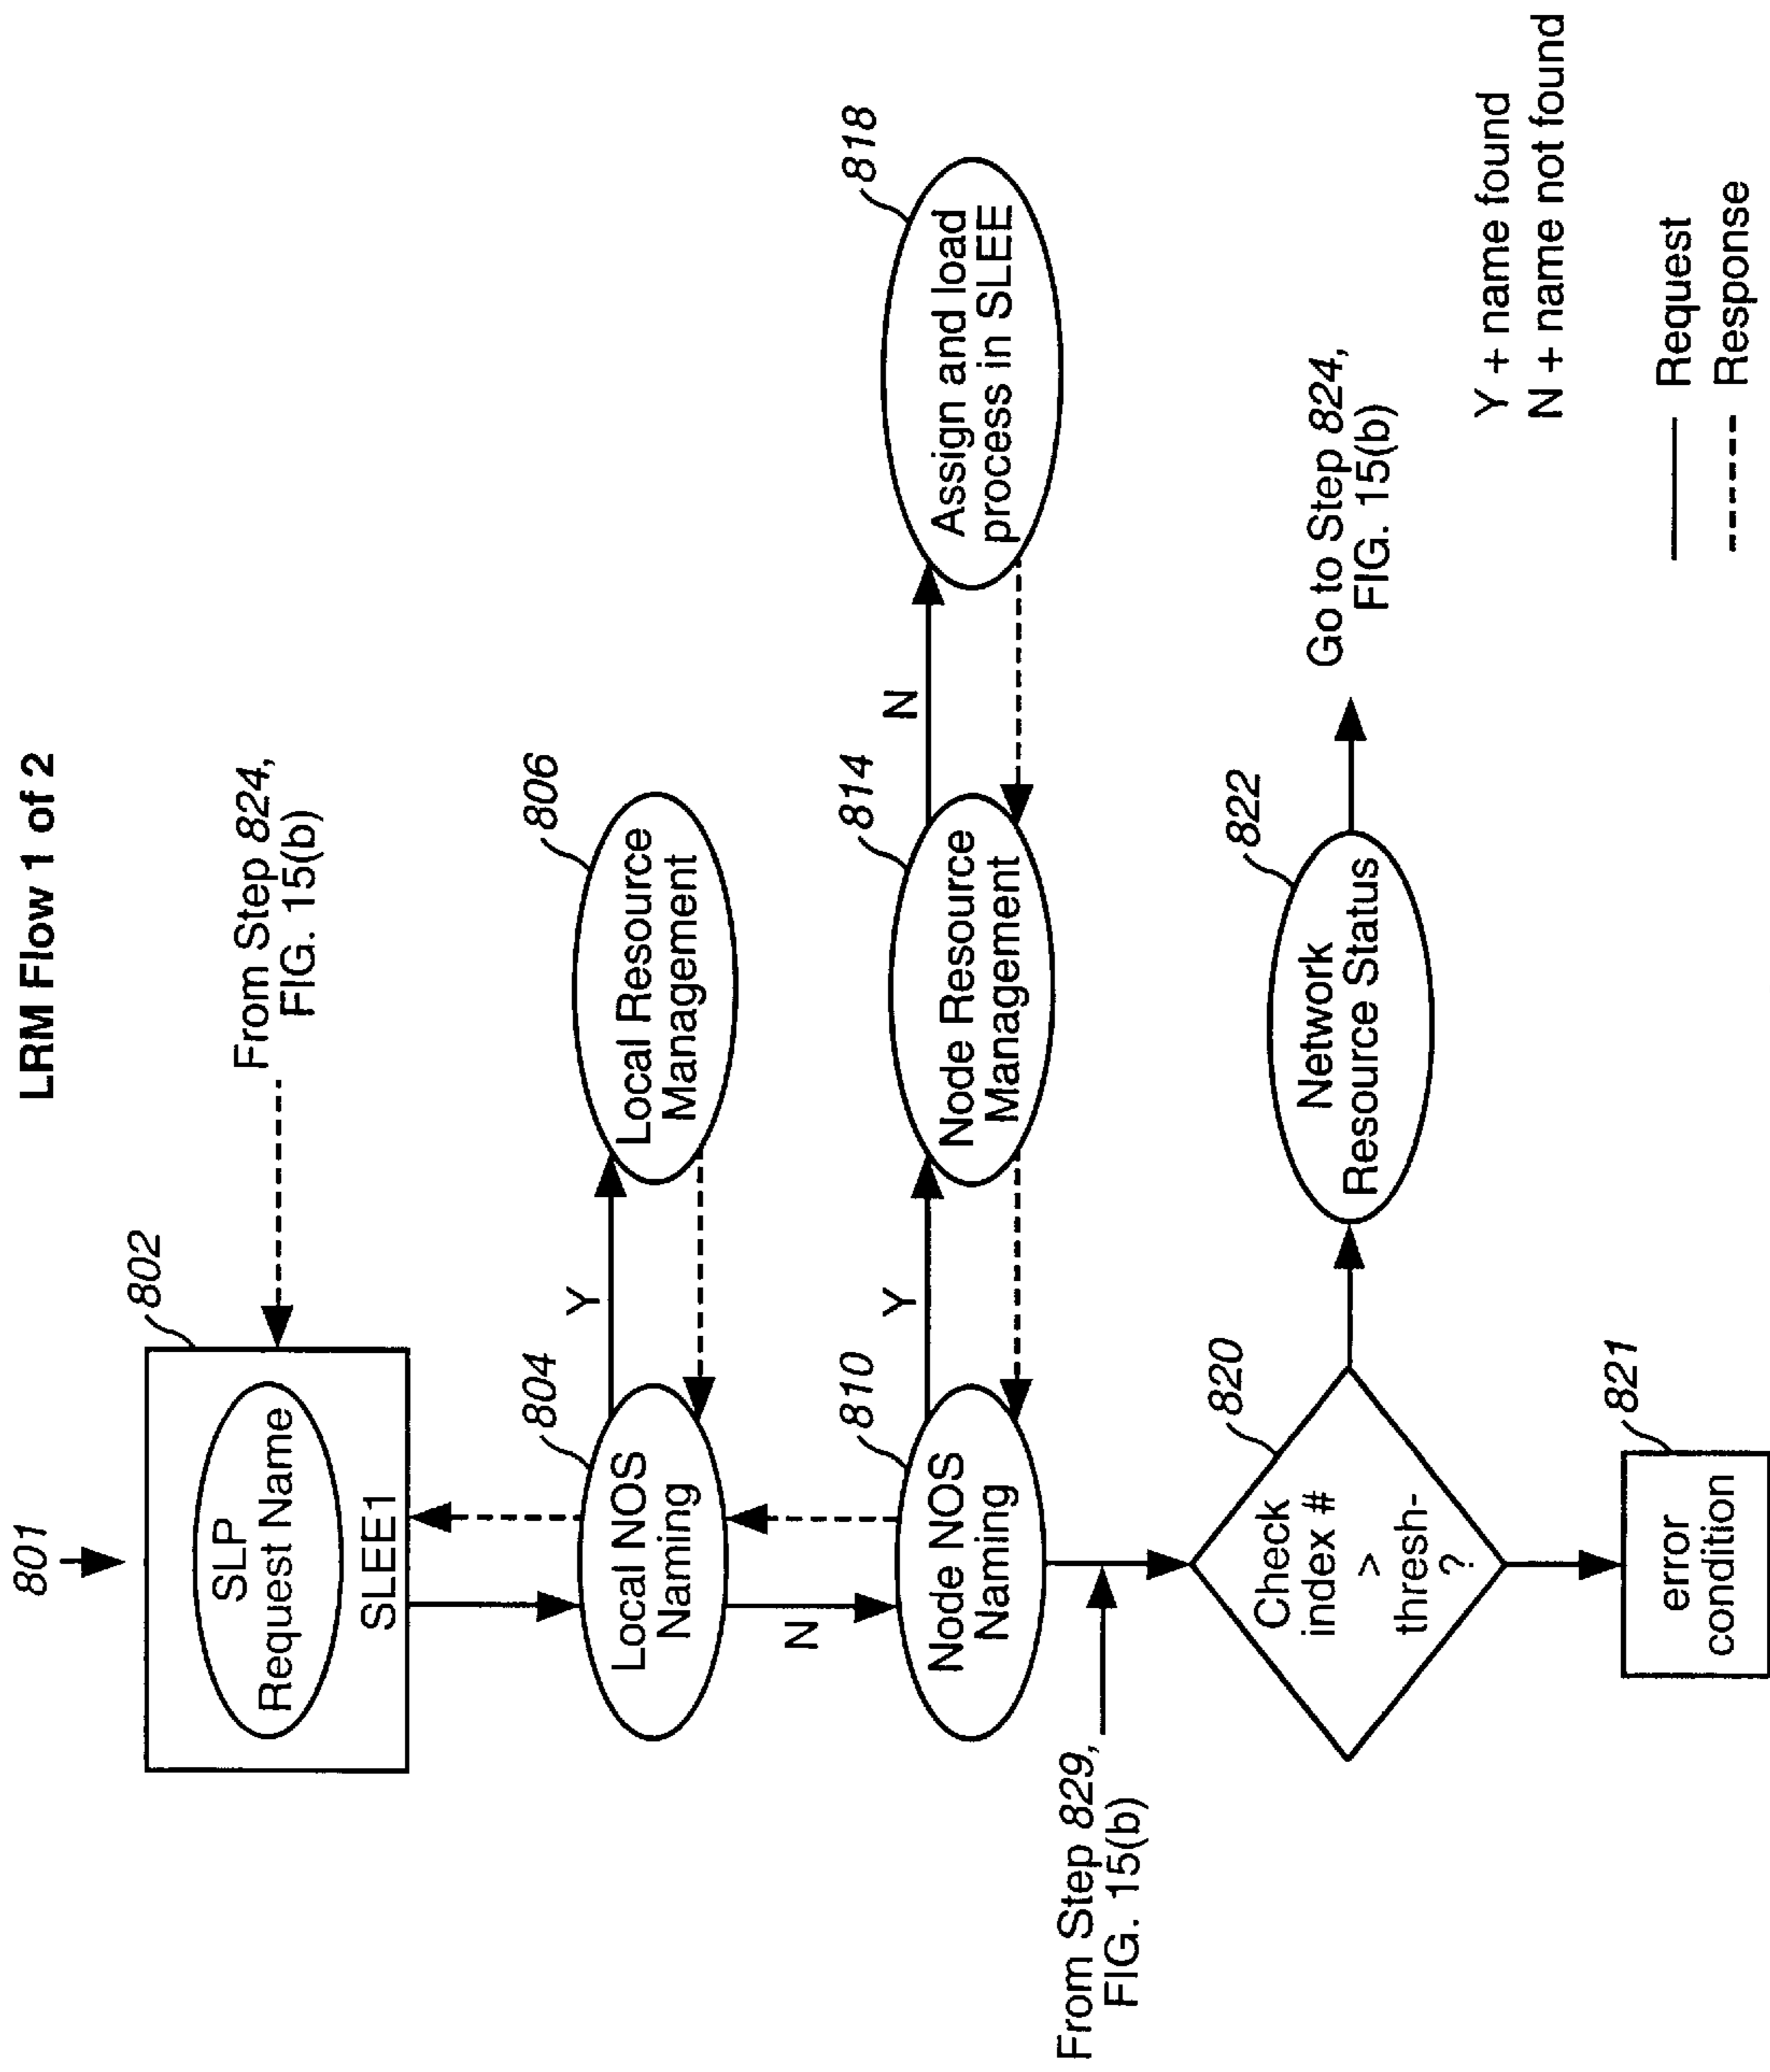 LRM Flow 1 of 2
801
802
SLP
Request Name
SLEE1
From Step 824,
FIG. 15(b)
804
Local NOS
Naming
Y
806
Local Resource
Management
N
810
Node NOS
Naming
Y
814
Node Resource
Management
N
818
Assign and load
process in SLEE
From Step 829,
FIG. 15(b)
820
Check
index #
>
thresh-
?
822
Network
Resource Status
Go to Step 824,
FIG. 15(b)
821
error
condition
Y + name found
N + name not found
Request
Response